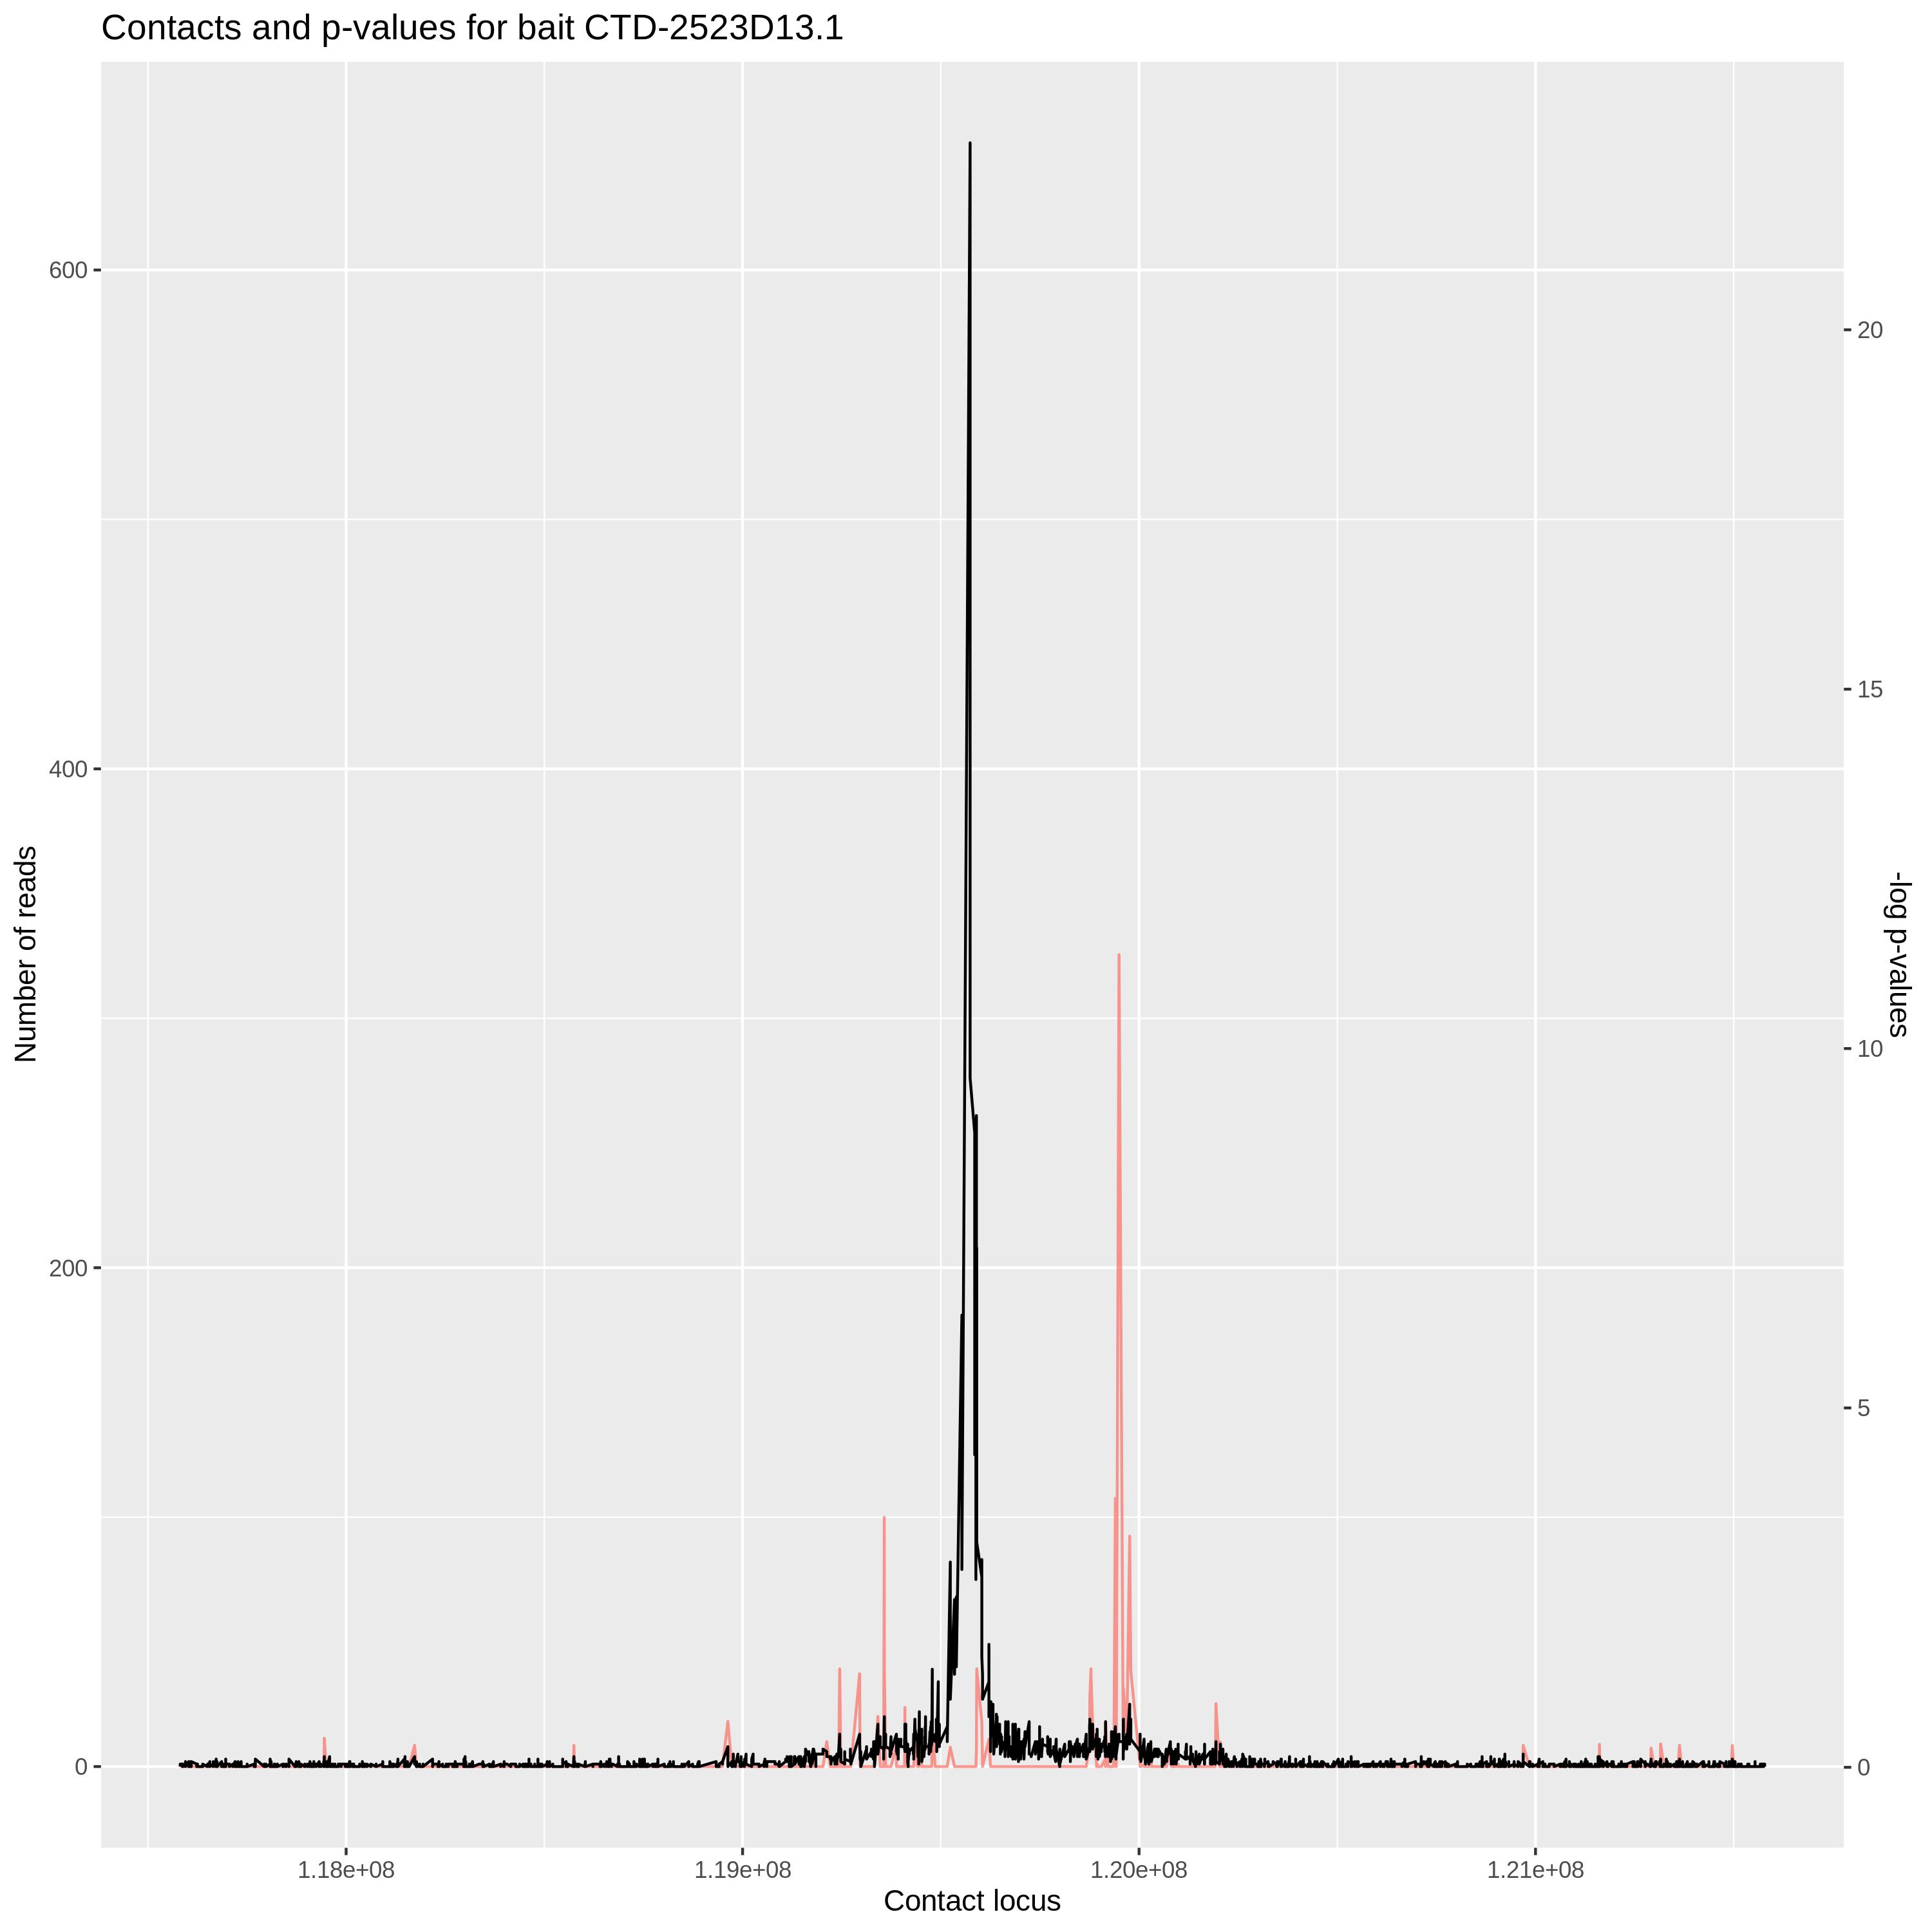 Contacts and p-values for bait CTD-2523D13.1
600
400
200
0
Number of reads
20
15
10
5
0
-log p-values
1.18e+08
1.19e+08
1.20e+08
1.21e+08
Contact locus